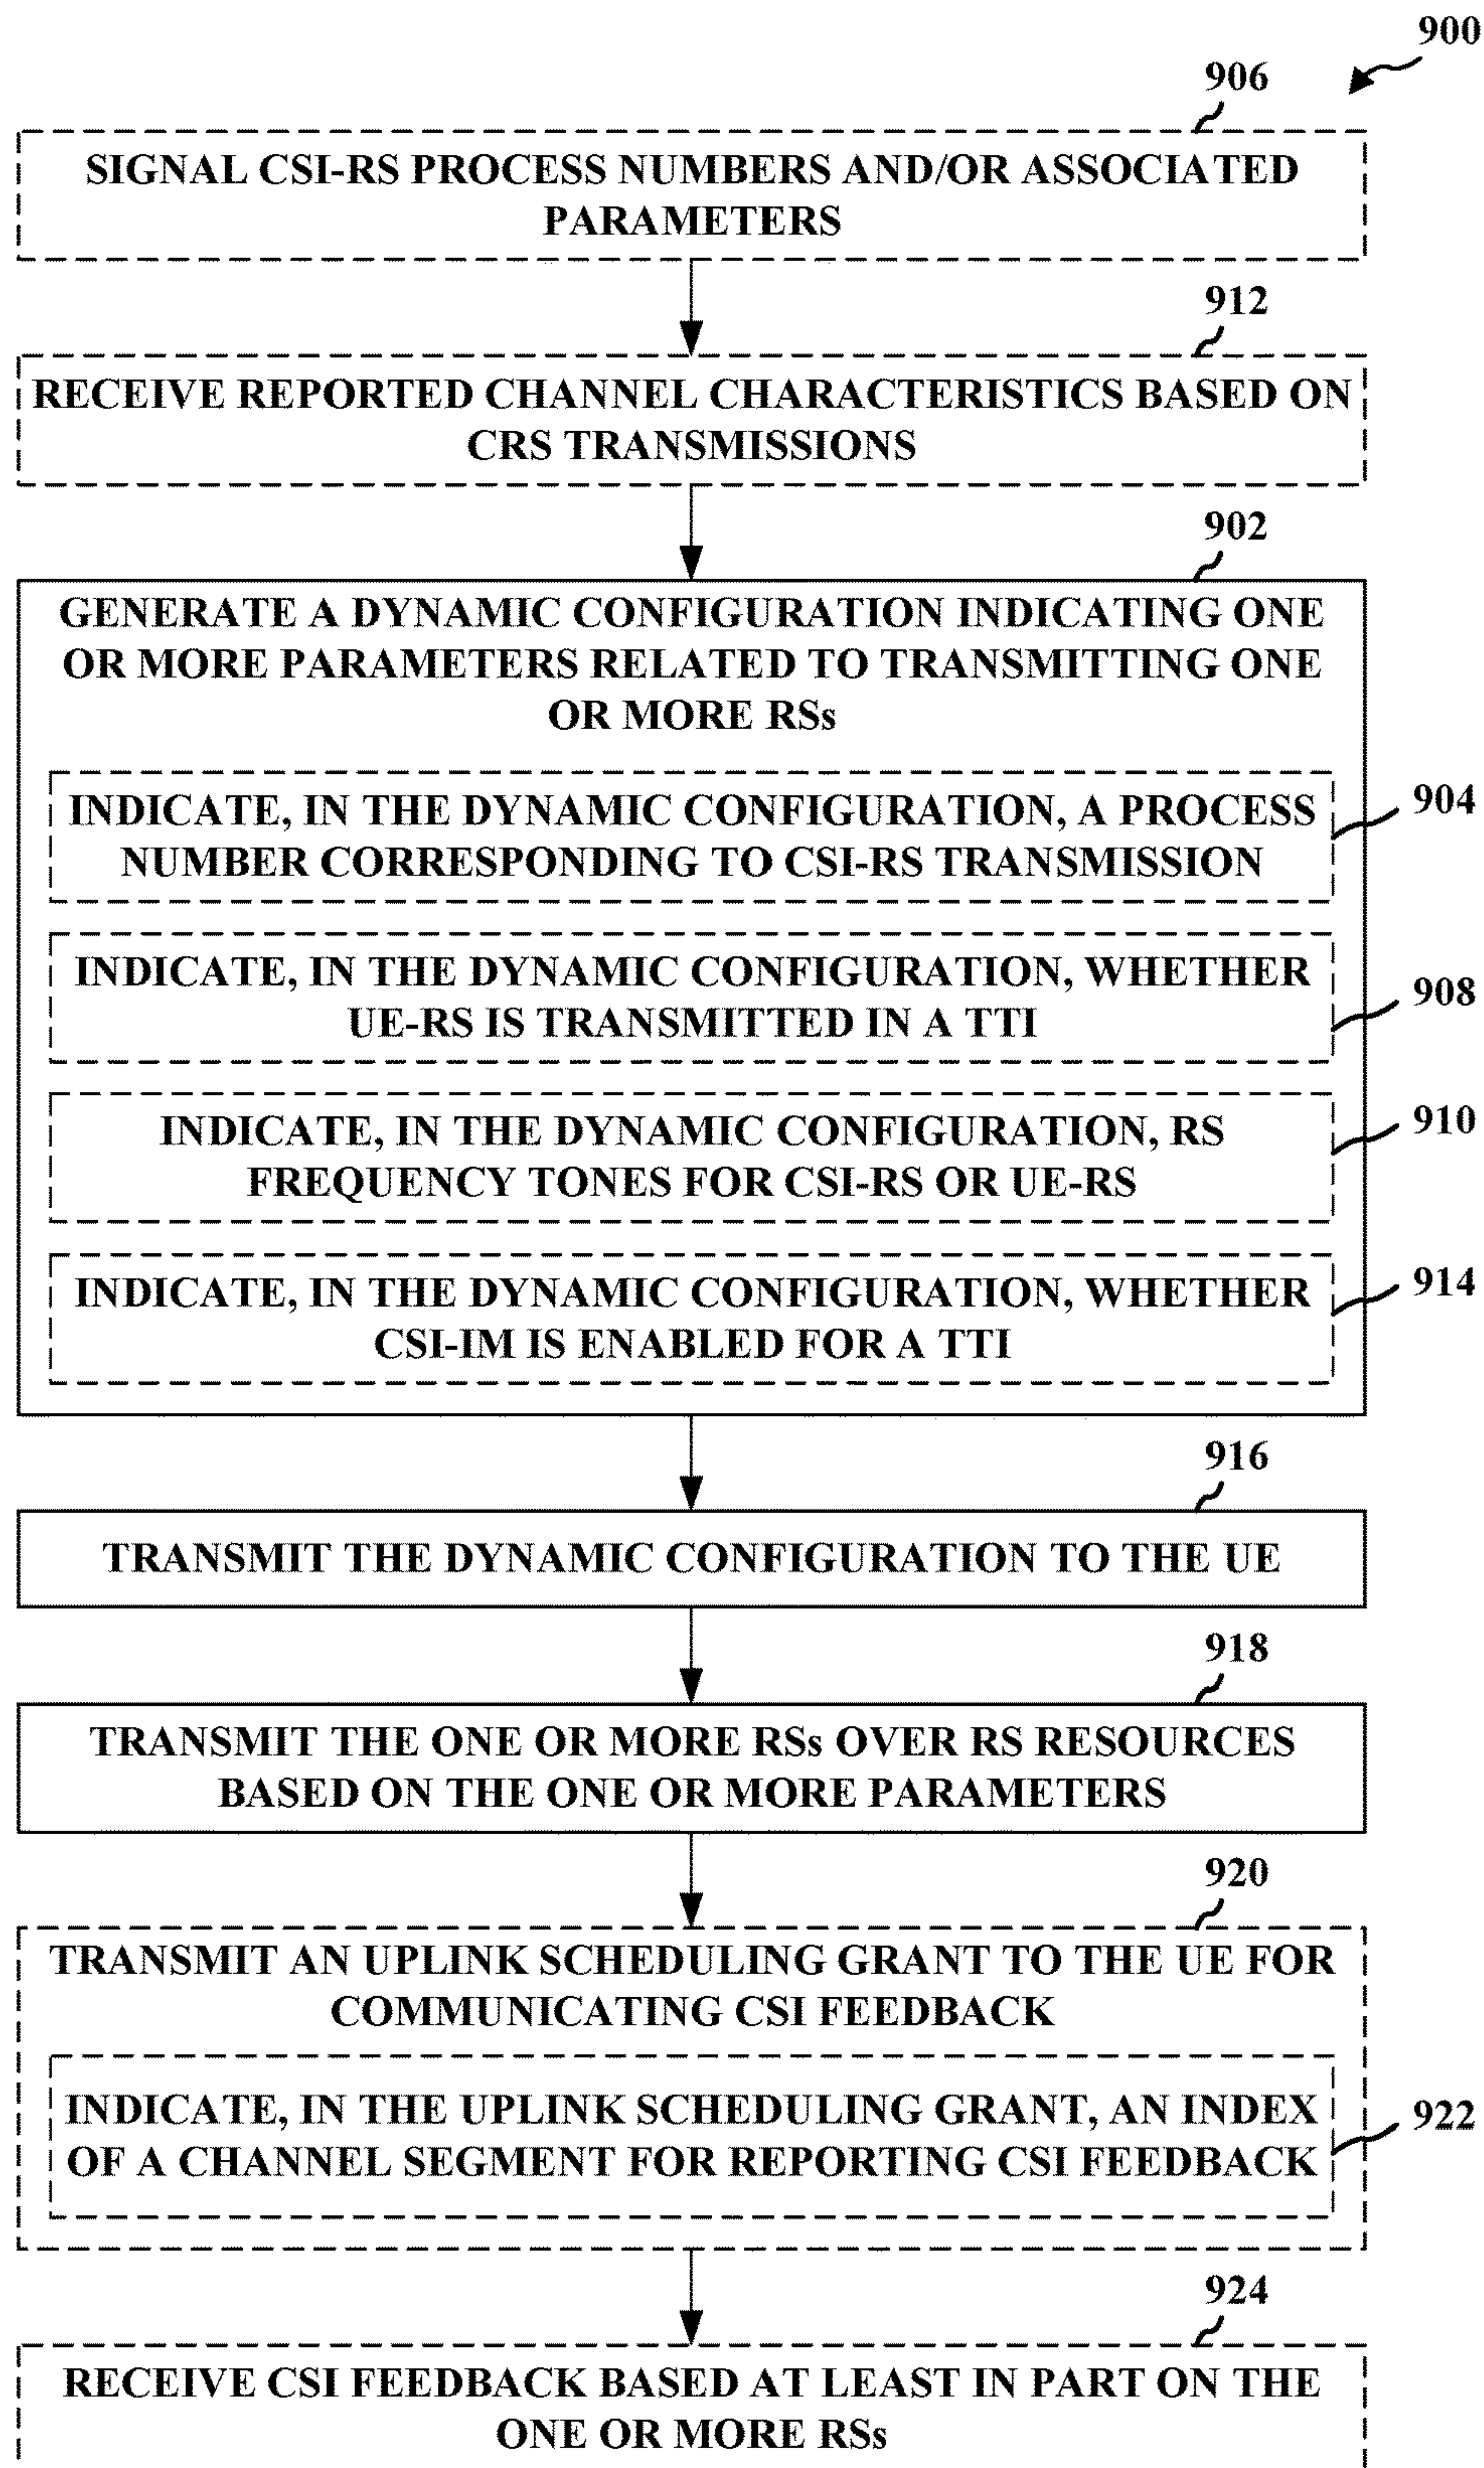 900
906
SIGNAL CSI-RS PROCESS NUMBERS AND/OR ASSOCIATED
PARAMETERS
912
RECEIVE REPORTED CHANNEL CHARACTERISTICS BASED ON
CRS TRANSMISSIONS
902
GENERATE A DYNAMIC CONFIGURATION INDICATING ONE
OR MORE PARAMETERS RELATED TO TRANSMITTING ONE
OR MORE RSs
INDICATE, IN THE DYNAMIC CONFIGURATION, A PROCESS
NUMBER CORRESPONDING TO CSI-RS TRANSMISSION
904
INDICATE, IN THE DYNAMIC CONFIGURATION, WHETHER
UE-RS IS TRANSMITTED IN A TTI
908
INDICATE, IN THE DYNAMIC CONFIGURATION, RS
FREQUENCY TONES FOR CSI-RS OR UE-RS
910
INDICATE, IN THE DYNAMIC CONFIGURATION, WHETHER
CSI-IM IS ENABLED FOR A TTI
914
916
TRANSMIT THE DYNAMIC CONFIGURATION TO THE UE
918
TRANSMIT THE ONE OR MORE RSs OVER RS RESOURCES
BASED ON THE ONE OR MORE PARAMETERS
920
TRANSMIT AN UPLINK SCHEDULING GRANT TO THE UE FOR
COMMUNICATING CSI FEEDBACK
INDICATE, IN THE UPLINK SCHEDULING GRANT, AN INDEX
OF A CHANNEL SEGMENT FOR REPORTING CSI FEEDBACK
922
924
RECEIVE CSI FEEDBACK BASED AT LEAST IN PART ON THE
ONE OR MORE RSs